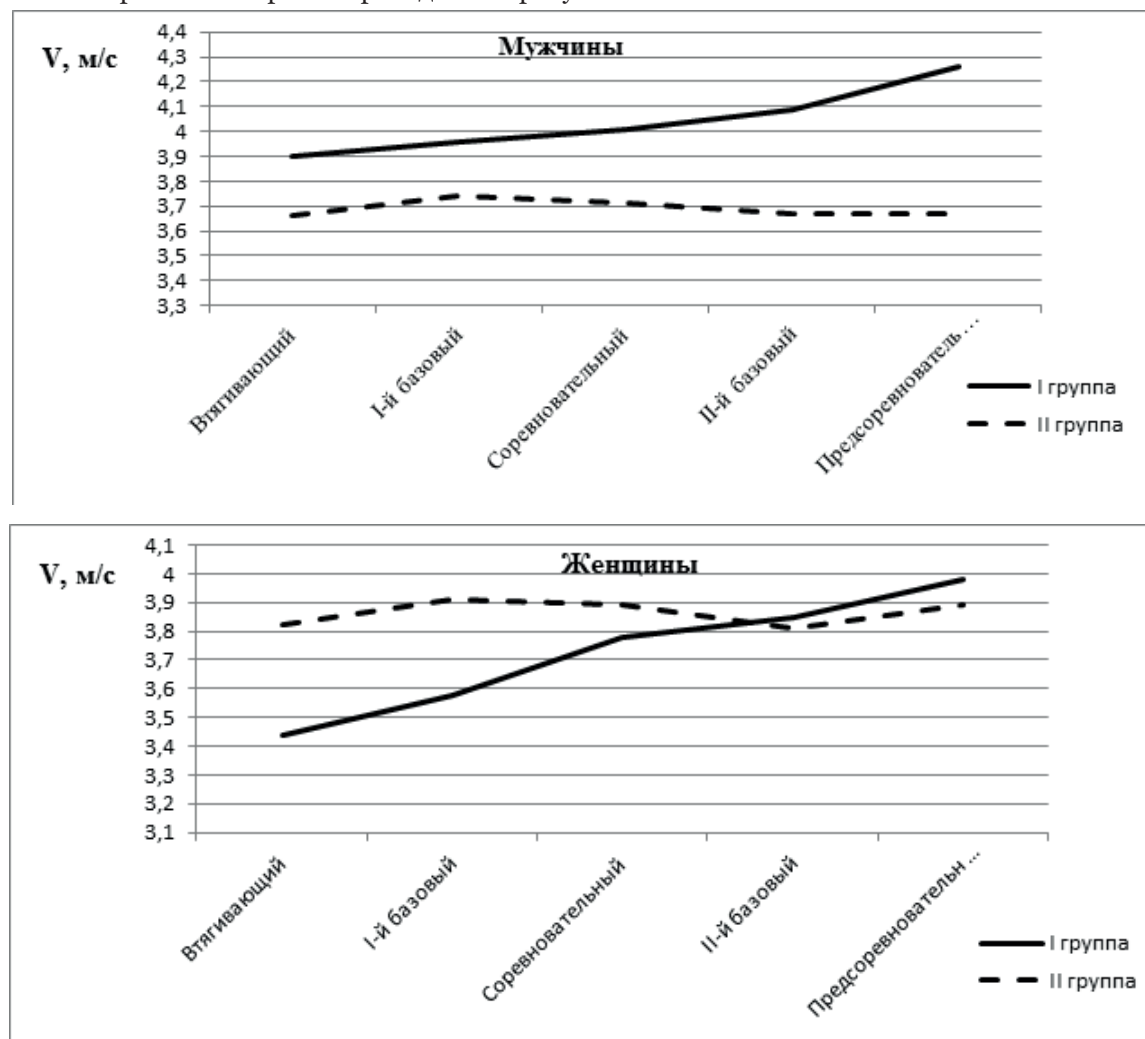 Мужчины
V, м/с
4,4
4,3
4,2
4,1
4
3,9
3,8
3,7
3,6
3,5
3,4
3,3
Втягивающий
I-й базовый
Соревновательный
II-й базовый
Предсоревнователь ...
I группа
II группа
Женщины
V, м/с
4,1
4
3,9
3,8
3,7
3,6
3,5
3,4
3,3
3,2
3,1
Втягивающий
I-й базовый
Соревновательный
II-й базовый
Предсоревновательн ...
I группа
II группа